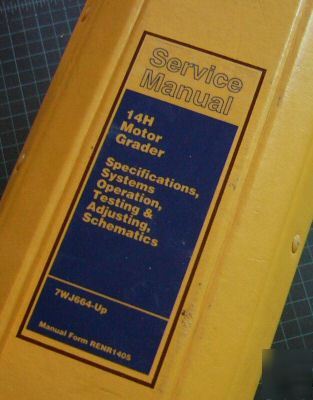 Service
Manual
14H
Motor
Grader
Specifications,
Systems
Operation,
Testing &
Adjusting,
Schematics
7WJ664-Up
Manual Form RENR1405